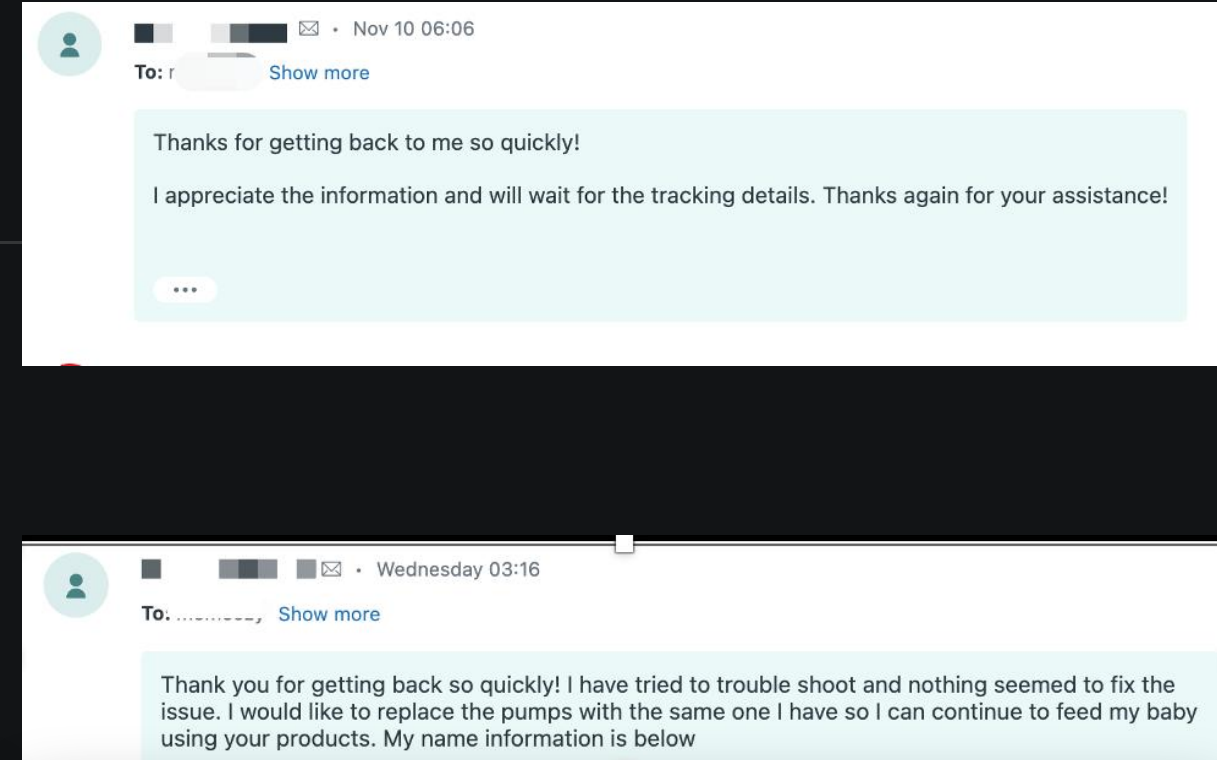 Nov 10 06:06
To: Show more
Thanks for getting back to me so quickly!
I appreciate the information and will wait for the tracking details. Thanks again for your assistance!
Wednesday 03:16
To: Show more
Thank you for getting back so quickly! I have tried to trouble shoot and nothing seemed to fix the
issue. I would like to replace the pumps with the same one I have so I can continue to feed my baby
using your products. My name information is below